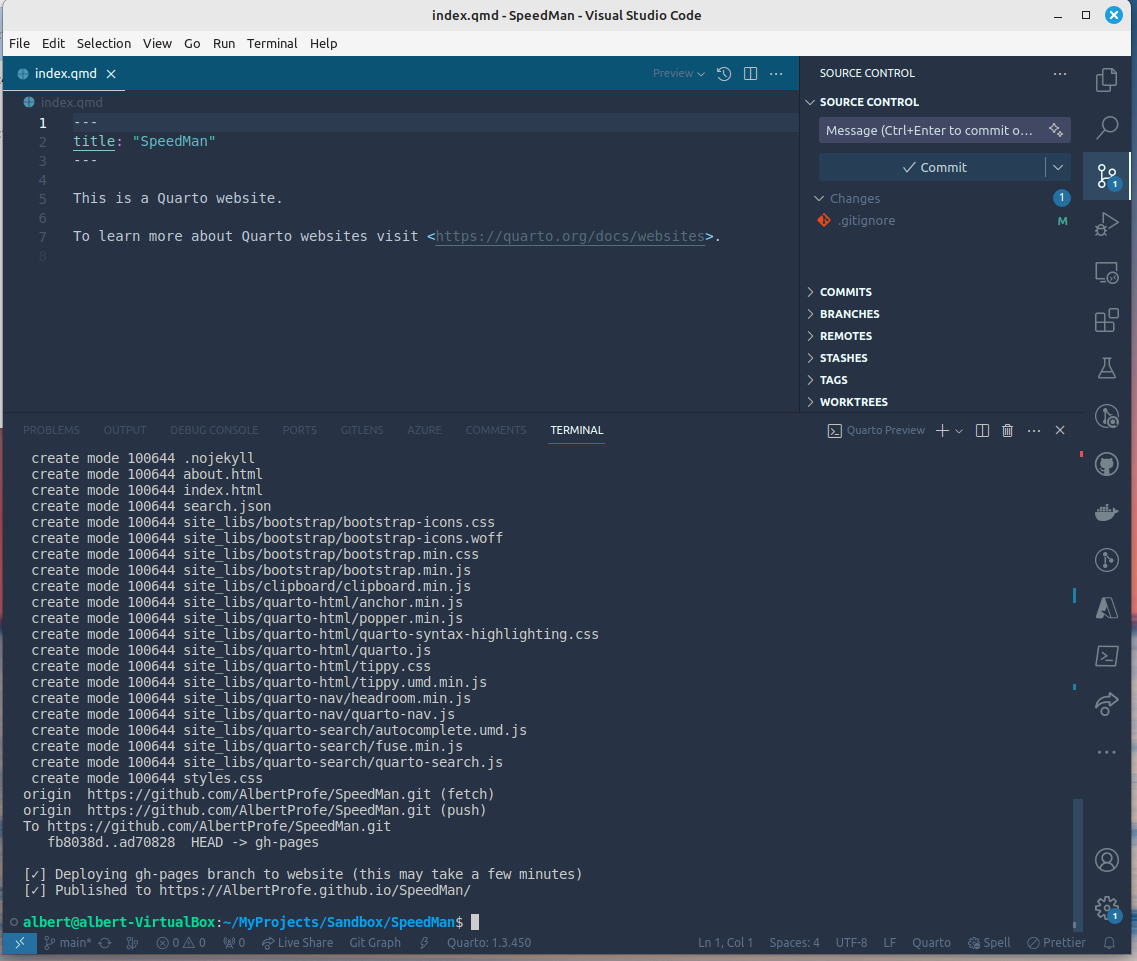 index.qmd - SpeedMan - Visual Studio Code
File Edit Selection View Go Run Terminal Help
index.qmd
Preview
index.qmd
1 ---
2 title: "SpeedMan"
3 ---
4
5 This is a Quarto website.
6
7 To learn more about Quarto websites visit <https://quarto.org/docs/websites>.
8
SOURCE CONTROL
SOURCE CONTROL
Message (Ctrl+Enter to commit o...
Commit
Changes 1
.gitignore M
COMMITS
BRANCHES
REMOTES
STASHES
TAGS
WORKTREES
1
PROBLEMS OUTPUT DEBUG CONSOLE PORTS GITLENS AZURE COMMENTS TERMINAL
Quarto Preview
create mode 100644 .nojekyll
create mode 100644 about.html
create mode 100644 index.html
create mode 100644 search.json
create mode 100644 site_libs/bootstrap/bootstrap-icons.css
create mode 100644 site_libs/bootstrap/bootstrap-icons.woff
create mode 100644 site_libs/bootstrap/bootstrap.min.css
create mode 100644 site_libs/bootstrap/bootstrap.min.js
create mode 100644 site_libs/clipboard/clipboard.min.js
create mode 100644 site_libs/quarto-html/anchor.min.js
create mode 100644 site_libs/quarto-html/popper.min.js
create mode 100644 site_libs/quarto-html/quarto-syntax-highlighting.css
create mode 100644 site_libs/quarto-html/quarto.js
create mode 100644 site_libs/quarto-html/tippy.css
create mode 100644 site_libs/quarto-html/tippy.umd.min.js
create mode 100644 site_libs/quarto-nav/headroom.min.js
create mode 100644 site_libs/quarto-nav/quarto-nav.js
create mode 100644 site_libs/quarto-search/autocomplete.umd.js
create mode 100644 site_libs/quarto-search/fuse.min.js
create mode 100644 site_libs/quarto-search/quarto-search.js
create mode 100644 styles.css
origin  https://github.com/AlbertProfe/SpeedMan.git (fetch)
origin  https://github.com/AlbertProfe/SpeedMan.git (push)
To https://github.com/AlbertProfe/SpeedMan.git
fb8038d..ad70828  HEAD -> gh-pages
[✓] Deploying gh-pages branch to website (this may take a few minutes)
[✓] Published to https://AlbertProfe.github.io/SpeedMan/
albert@albert-VirtualBox:~/MyProjects/Sandbox/SpeedMan$
1
main* 0 0 0 Live Share Git Graph Quarto: 1.3.450 Ln 1, Col 1 Spaces: 4 UTF-8 LF Quarto Spell Prettier